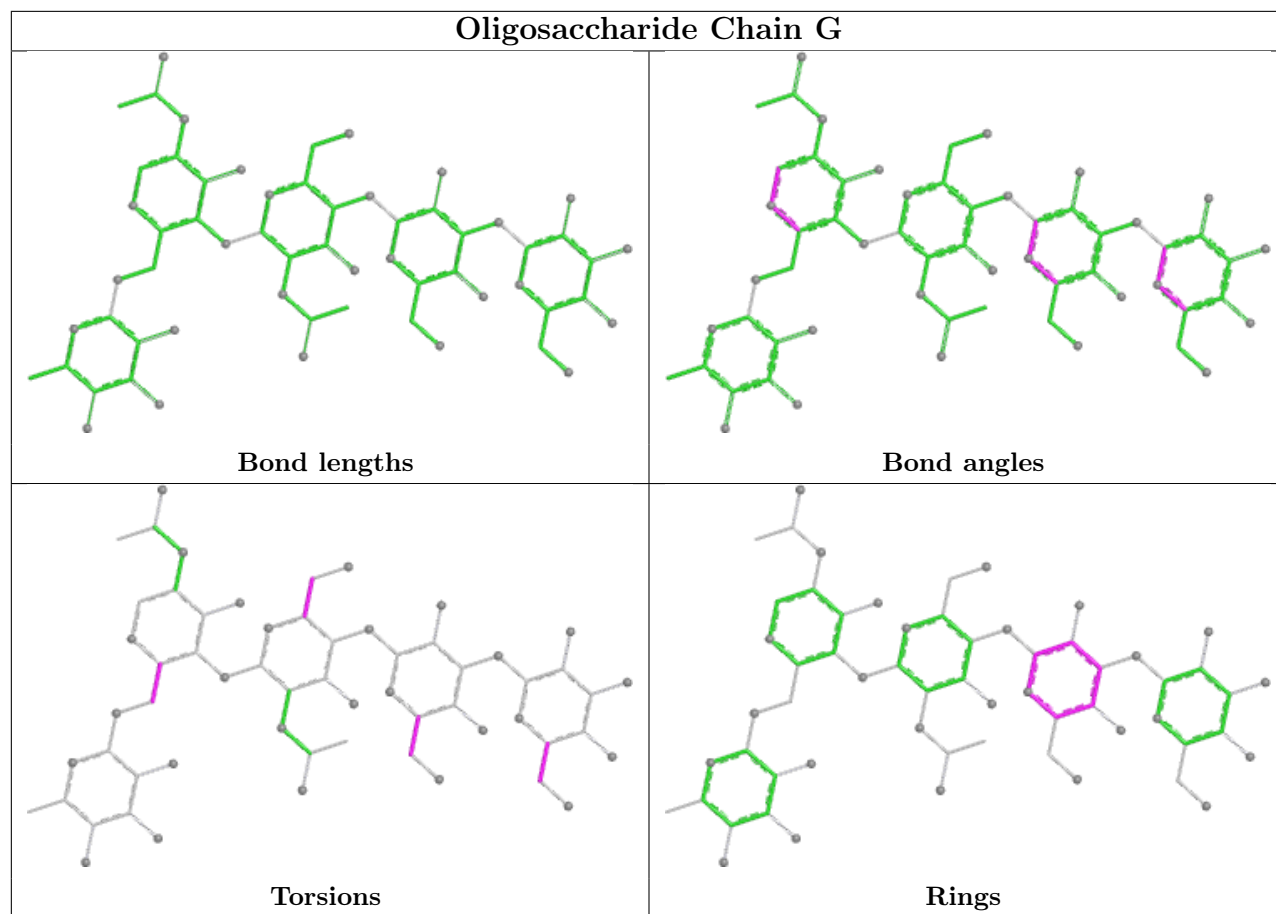 Oligosaccharide Chain G
Bond lengths
Bond angles
Torsions
Rings